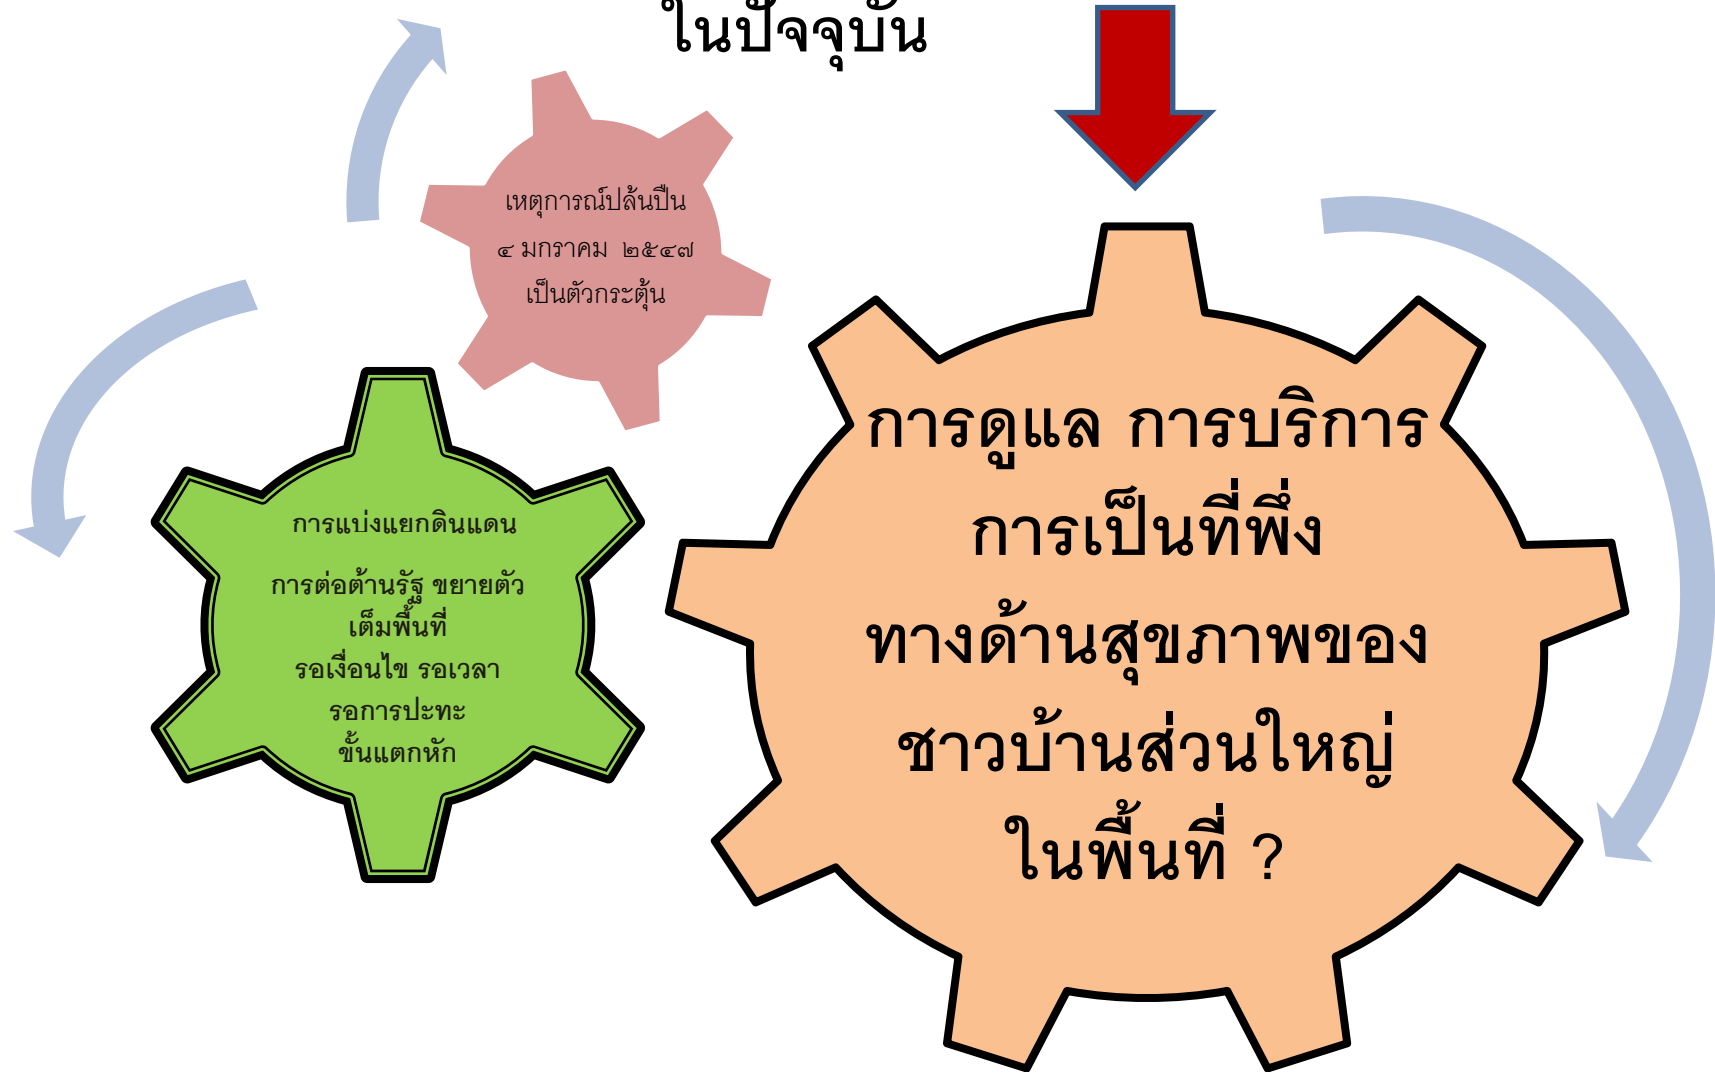 ในปัจจุบัน
เหตุการณ์ปล้นปืน
๔ มกราคม ๒๕๔๗
เป็นตัวกระตุ้น
การแบ่งแยกดินแดน
การต่อต้านรัฐ ขยายตัว
เต็มพื้นที่
รอเงื่อนไข รอเวลา
รอการปะทะ
ขั้นแตกหัก
การดูแล การบริการ
การเป็นที่พึ่ง
ทางด้านสุขภาพของ
ชาวบ้านส่วนใหญ่
ในพื้นที่ ?